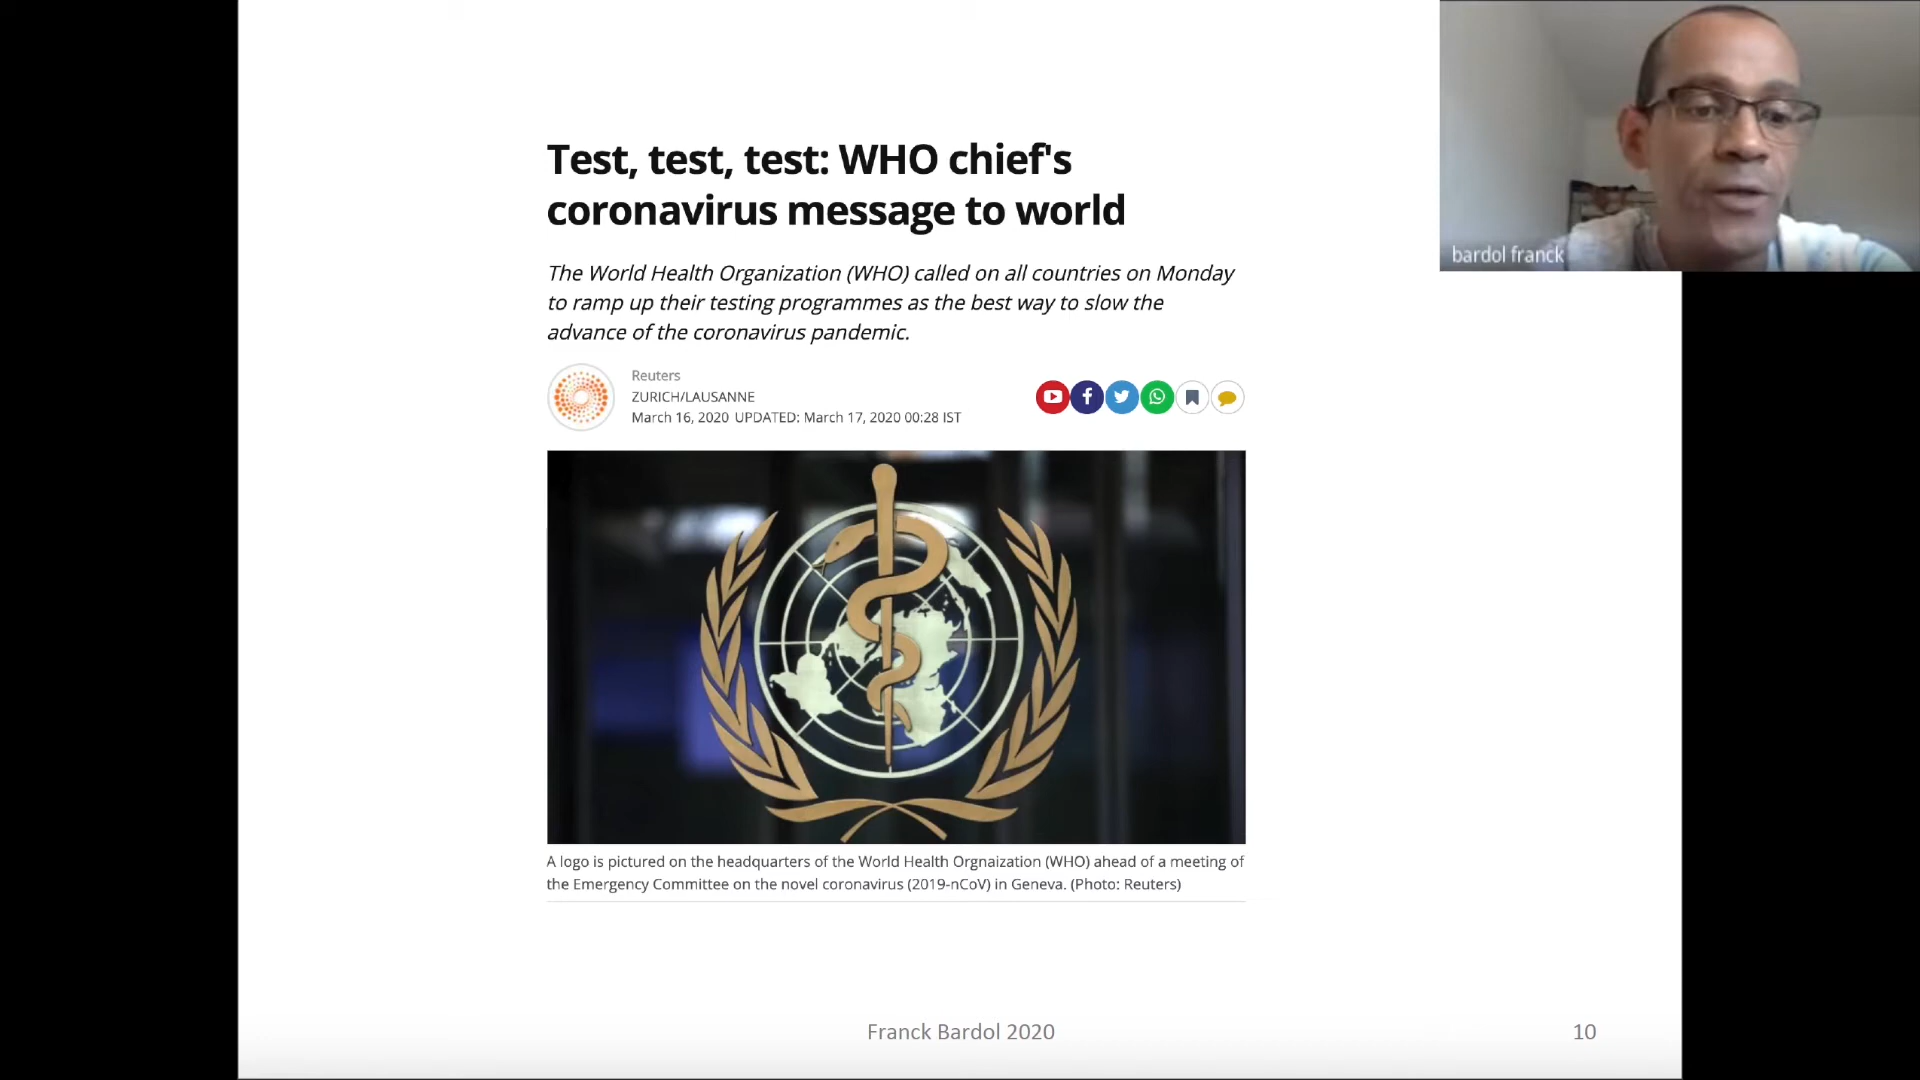 Test, test, test: WHO chief's
coronavirus message to world
The World Health Organization (WHO) called on all countries on Monday
to ramp up their testing programmes as the best way to slow the
advance of the coronavirus pandemic.
Reuters
ZURICH/LAUSANNE
March 16, 2020 UPDATED: March 17, 2020 00:28 IST
A logo is pictured on the headquarters of the World Health Orgnaization (WHO) ahead of a meeting of
the Emergency Committee on the novel coronavirus (2019-nCoV) in Geneva. (Photo: Reuters)
Franck Bardol 2020
10
bardol franck